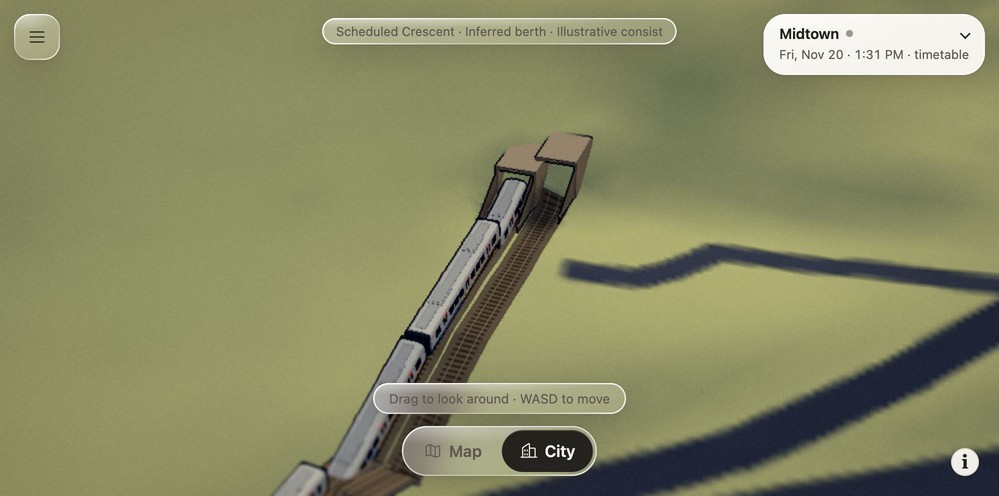 Scheduled Crescent · Inferred berth · Illustrative consist
Midtown
Fri, Nov 20 · 1:31 PM · timetable
Drag to look around · WASD to move
Map
City
i